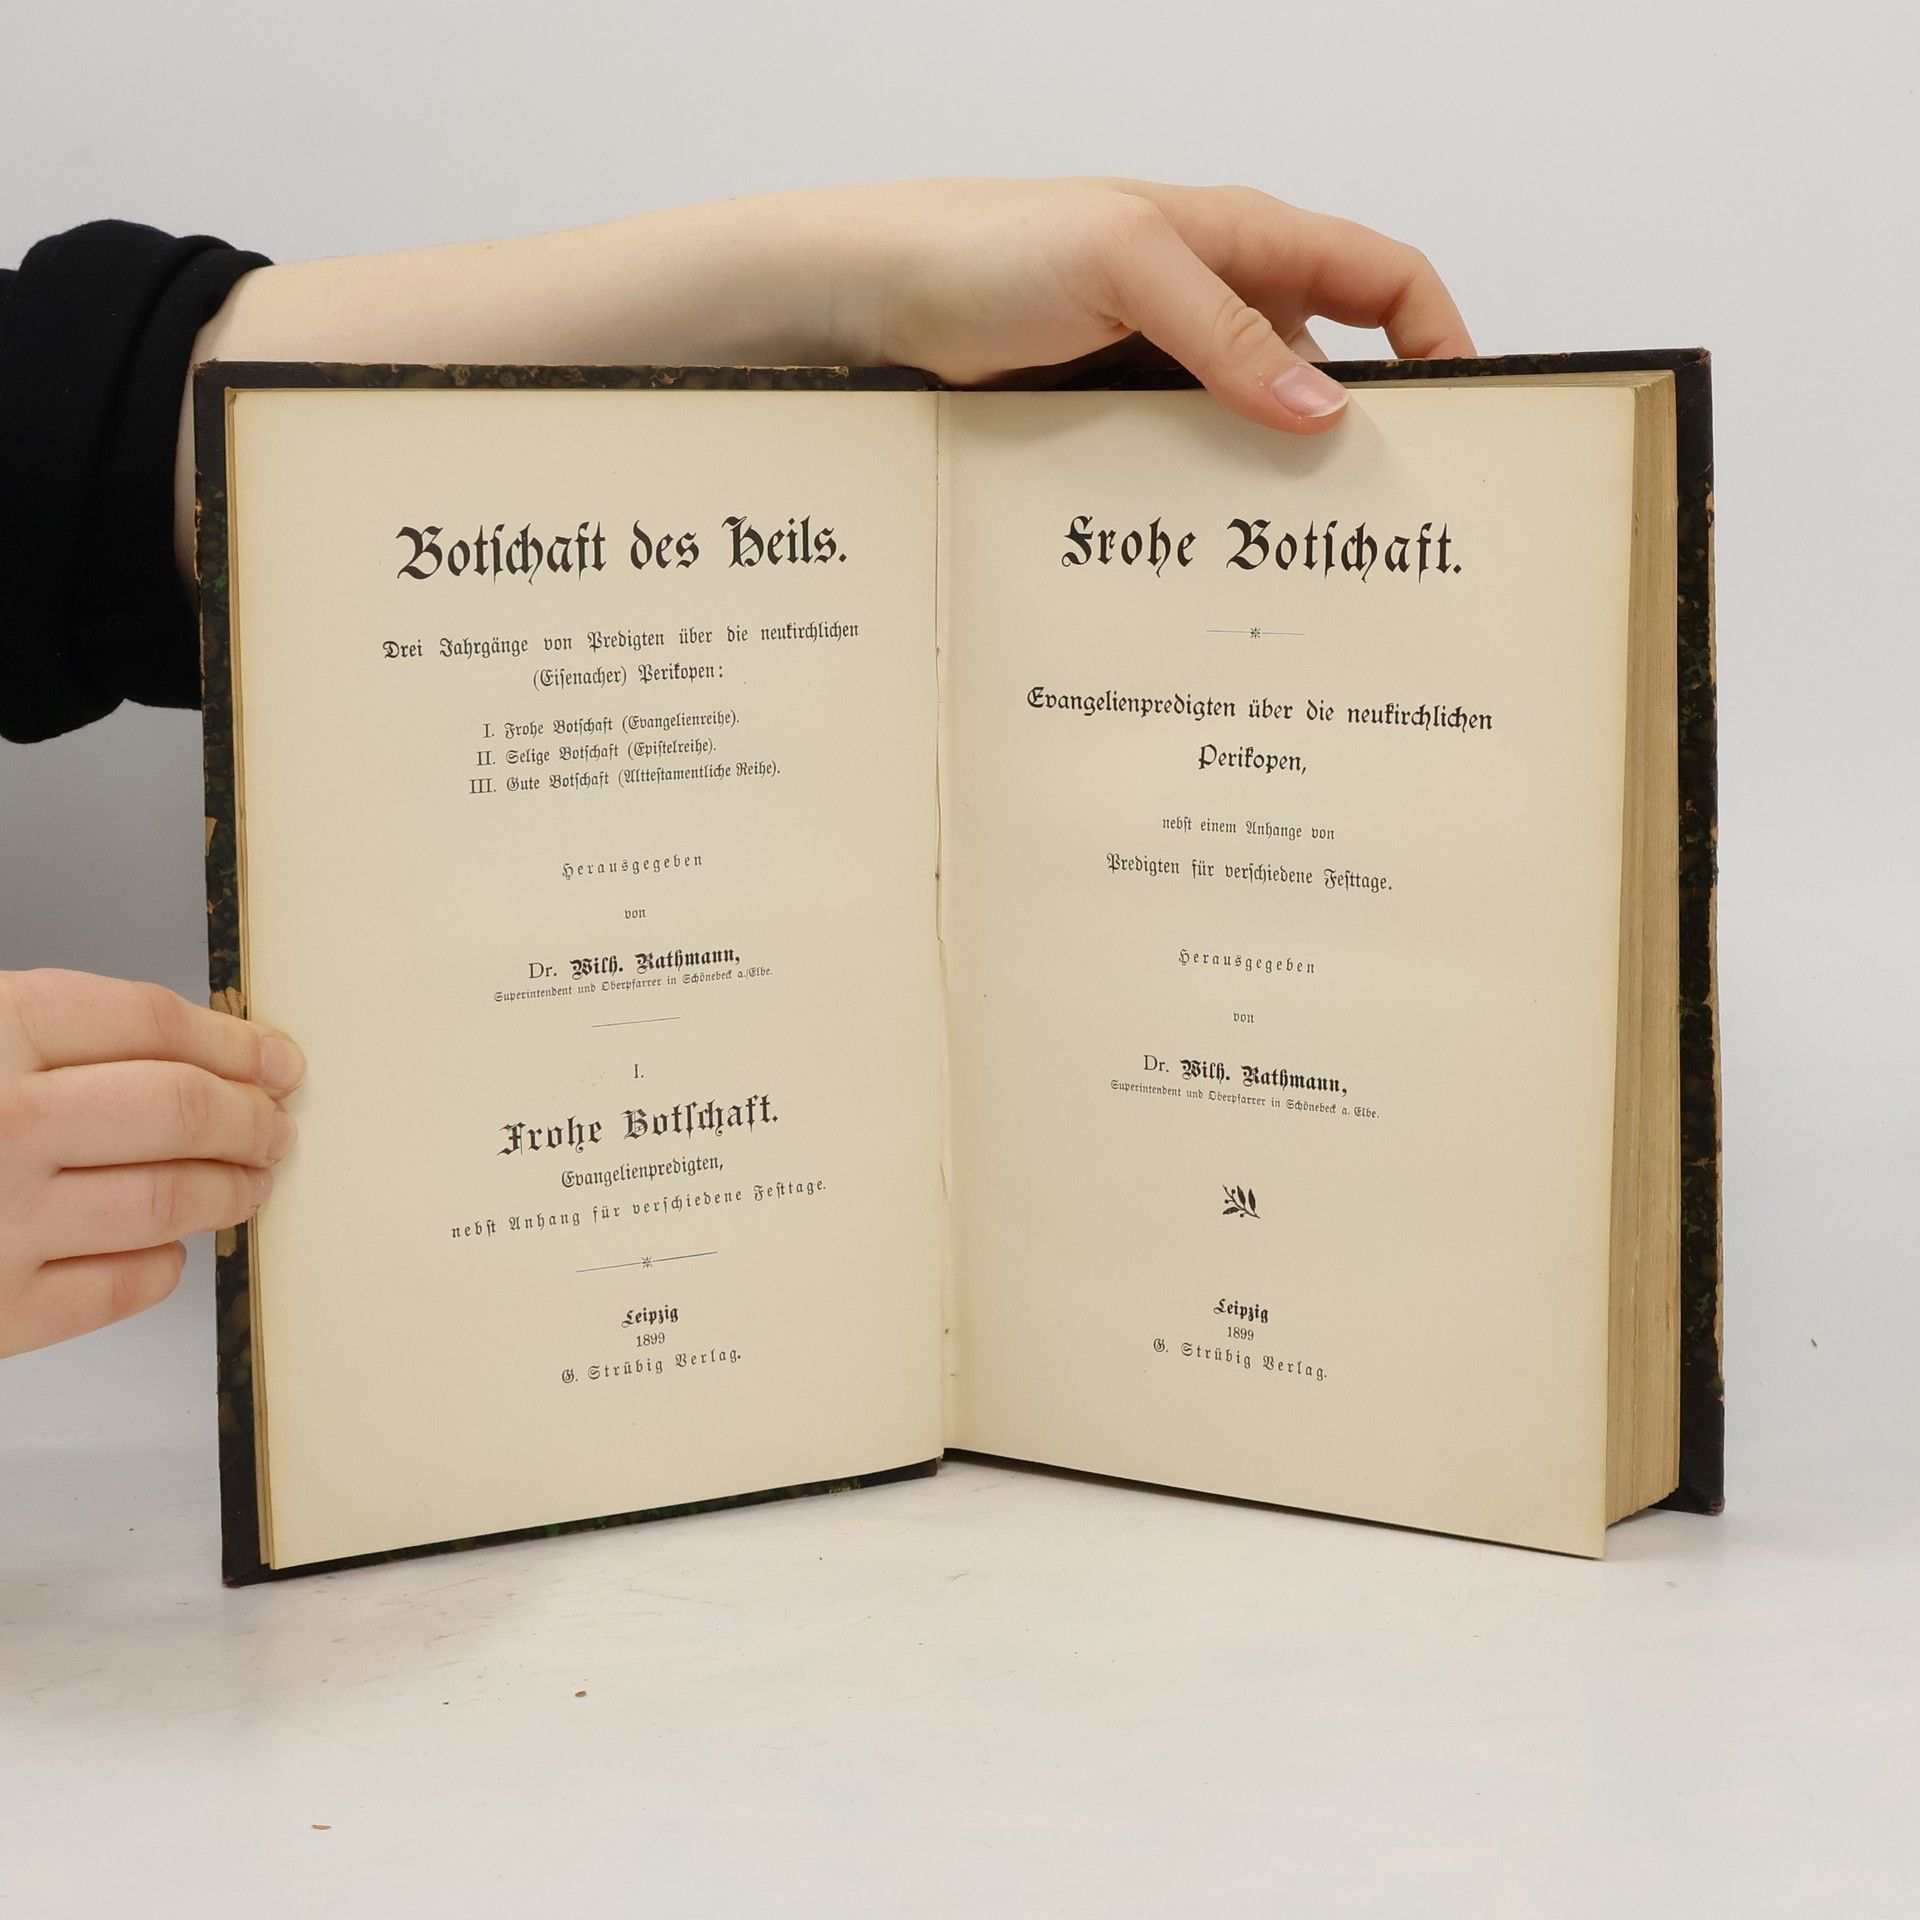 Botſchaft des Heils.
Drei Jahrgänge von Predigten über die neukirchlichen
(Eiſenacher) Perikopen:
I. Frohe Botſchaft (Evangelienreihe).
II. Selige Botſchaft (Epiſtelreihe).
III. Gute Botſchaft (Altteſtamentliche Reihe).
Herausgegeben
von
Dr. Wilh. Rathmann,
Superintendent und Oberpfarrer in Schönebeck a./Elbe.
I.
Frohe Botſchaft.
Evangelienpredigten,
nebſt Anhang für verſchiedene Feſttage.
Leipzig
1899
G. Strübig Verlag.
Frohe Botſchaft.
Evangelienpredigten über die neukirchlichen
Perikopen,
nebſt einem Anhange von
Predigten für verſchiedene Feſttage.
Herausgegeben
von
Dr. Wilh. Rathmann,
Superintendent und Oberpfarrer in Schönebeck a. Elbe.
Leipzig
1899
G. Strübig Verlag.